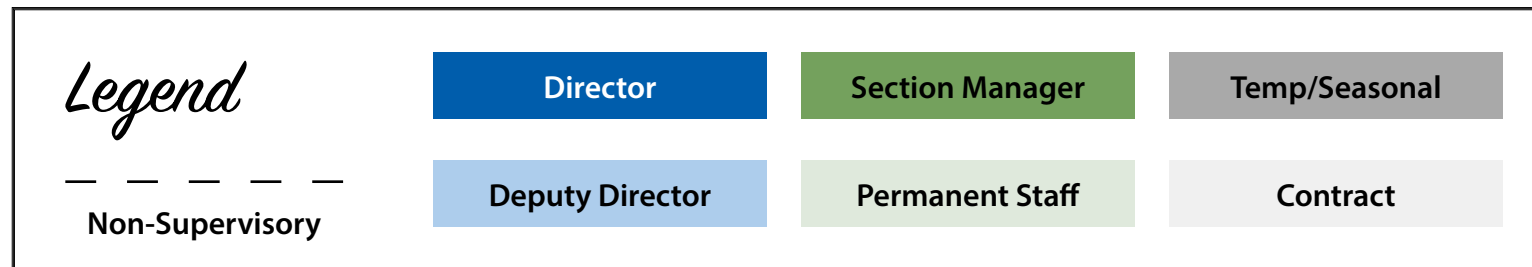 Legend
Non-Supervisory
Director
Section Manager
Temp/Seasonal
Deputy Director
Permanent Staff
Contract